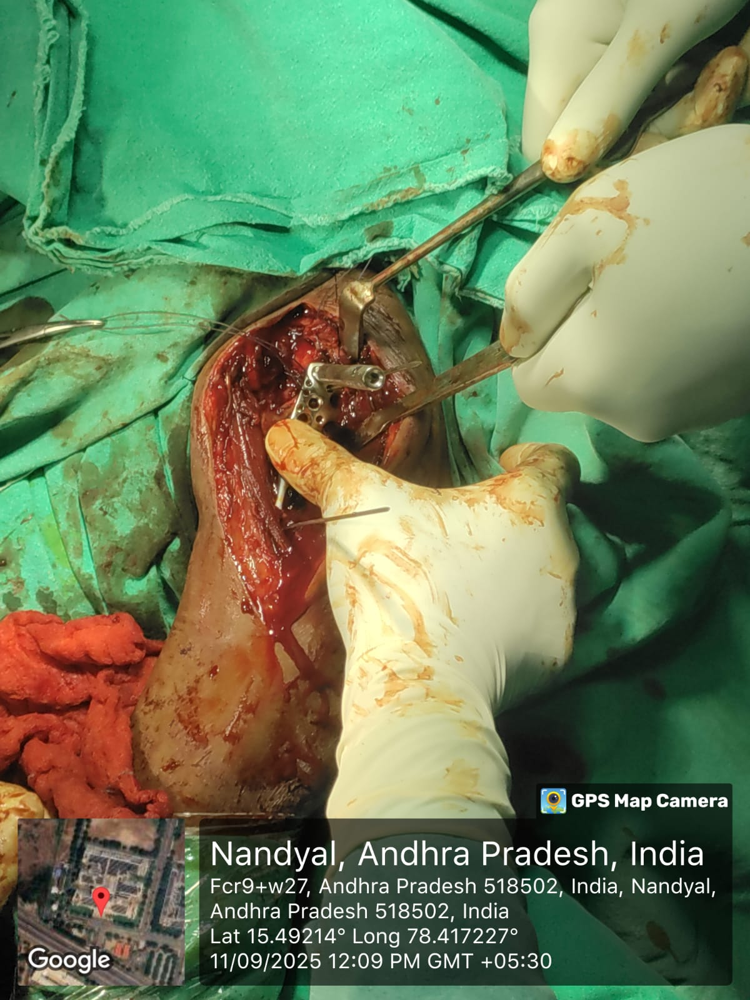 GPS Map Camera
Nandyal, Andhra Pradesh, India
Fcr9+w27, Andhra Pradesh 518502, India, Nandyal,
Andhra Pradesh 518502, India
Lat 15.49214° Long 78.417227°
11/09/2025 12:09 PM GMT +05:30
Google